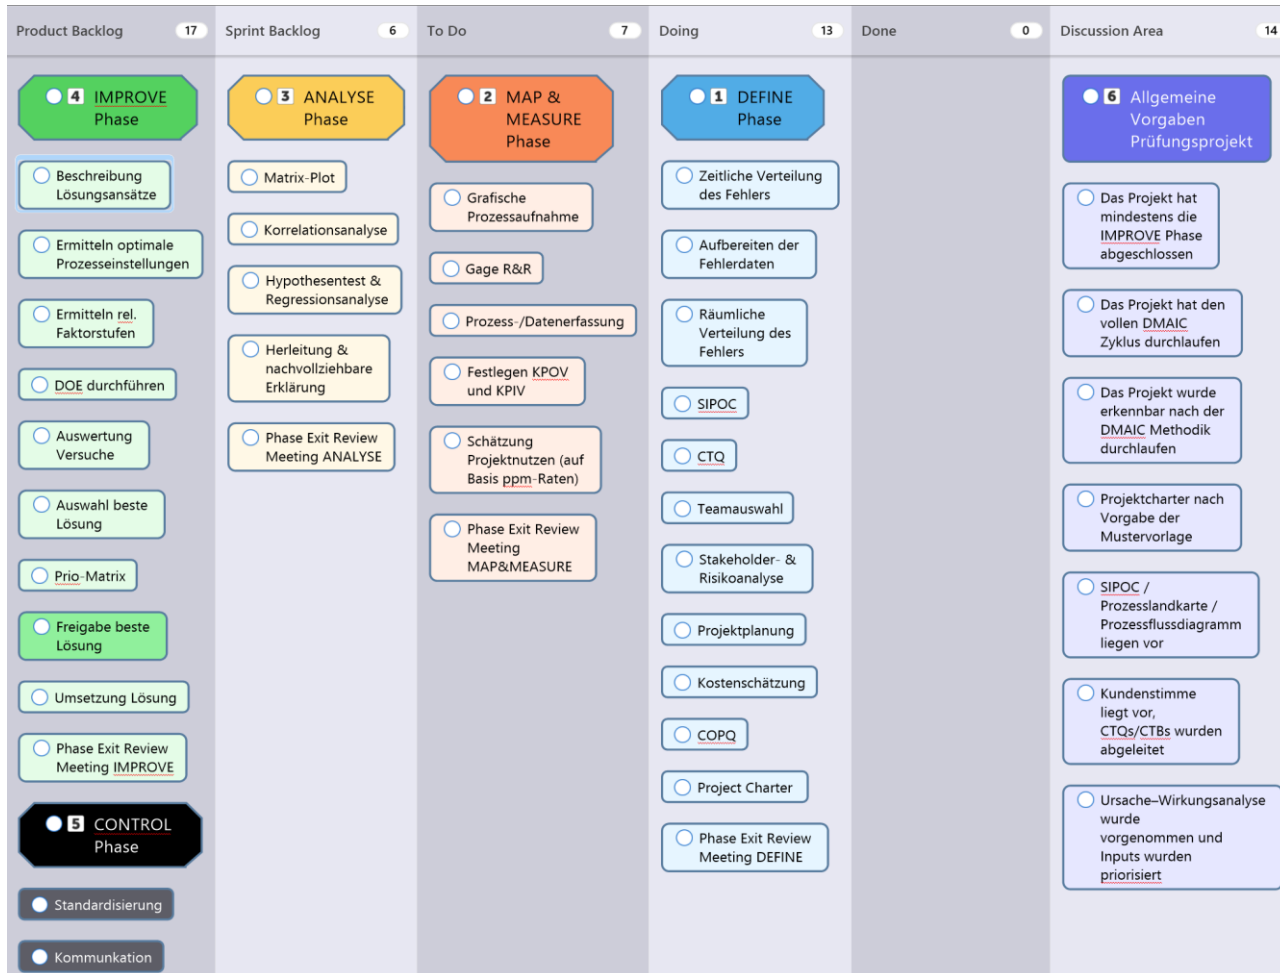 Product Backlog 17
4 IMPROVE
Phase
Beschreibung
Lösungsansätze
Ermitteln optimale
Prozesseinstellungen
Ermitteln rel.
Faktorstufen
DOE durchführen
Auswertung
Versuche
Auswahl beste
Lösung
Prio-Matrix
Freigabe beste
Lösung
Umsetzung Lösung
Phase Exit Review
Meeting IMPROVE
5 CONTROL
Phase
Standardisierung
Kommunkation
Sprint Backlog 6
3 ANALYSE
Phase
Matrix-Plot
Korrelationsanalyse
Hypothesentest &
Regressionsanalyse
Herleitung &
nachvollziehbare
Erklärung
Phase Exit Review
Meeting ANALYSE
To Do 7
2 MAP &
MEASURE
Phase
Grafische
Prozessaufnahme
Gage R&R
Prozess-/Datenerfassung
Festlegen KPOV
und KPIV
Schätzung
Projektnutzen (auf
Basis ppm-Raten)
Phase Exit Review
Meeting
MAP&MEASURE
Doing 13
1 DEFINE
Phase
Zeitliche Verteilung
des Fehlers
Aufbereiten der
Fehlerdaten
Räumliche
Verteilung des
Fehlers
SIPOC
CTQ
Teamauswahl
Stakeholder- &
Risikoanalyse
Projektplanung
Kostenschätzung
COPQ
Project Charter
Phase Exit Review
Meeting DEFINE
Done 0
Discussion Area 14
6 Allgemeine
Vorgaben
Prüfungsprojekt
Das Projekt hat
mindestens die
IMPROVE Phase
abgeschlossen
Das Projekt hat den
vollen DMAIC
Zyklus durchlaufen
Das Projekt wurde
erkennbar nach der
DMAIC Methodik
durchlaufen
Projektcharter nach
Vorgabe der
Mustervorlage
SIPOC /
Prozesslandkarte /
Prozessflussdiagramm
liegen vor
Kundenstimme
liegt vor,
CTQs/CTBs wurden
abgeleitet
Ursache–Wirkungsanalyse
wurde
vorgenommen und
Inputs wurden
priorisiert